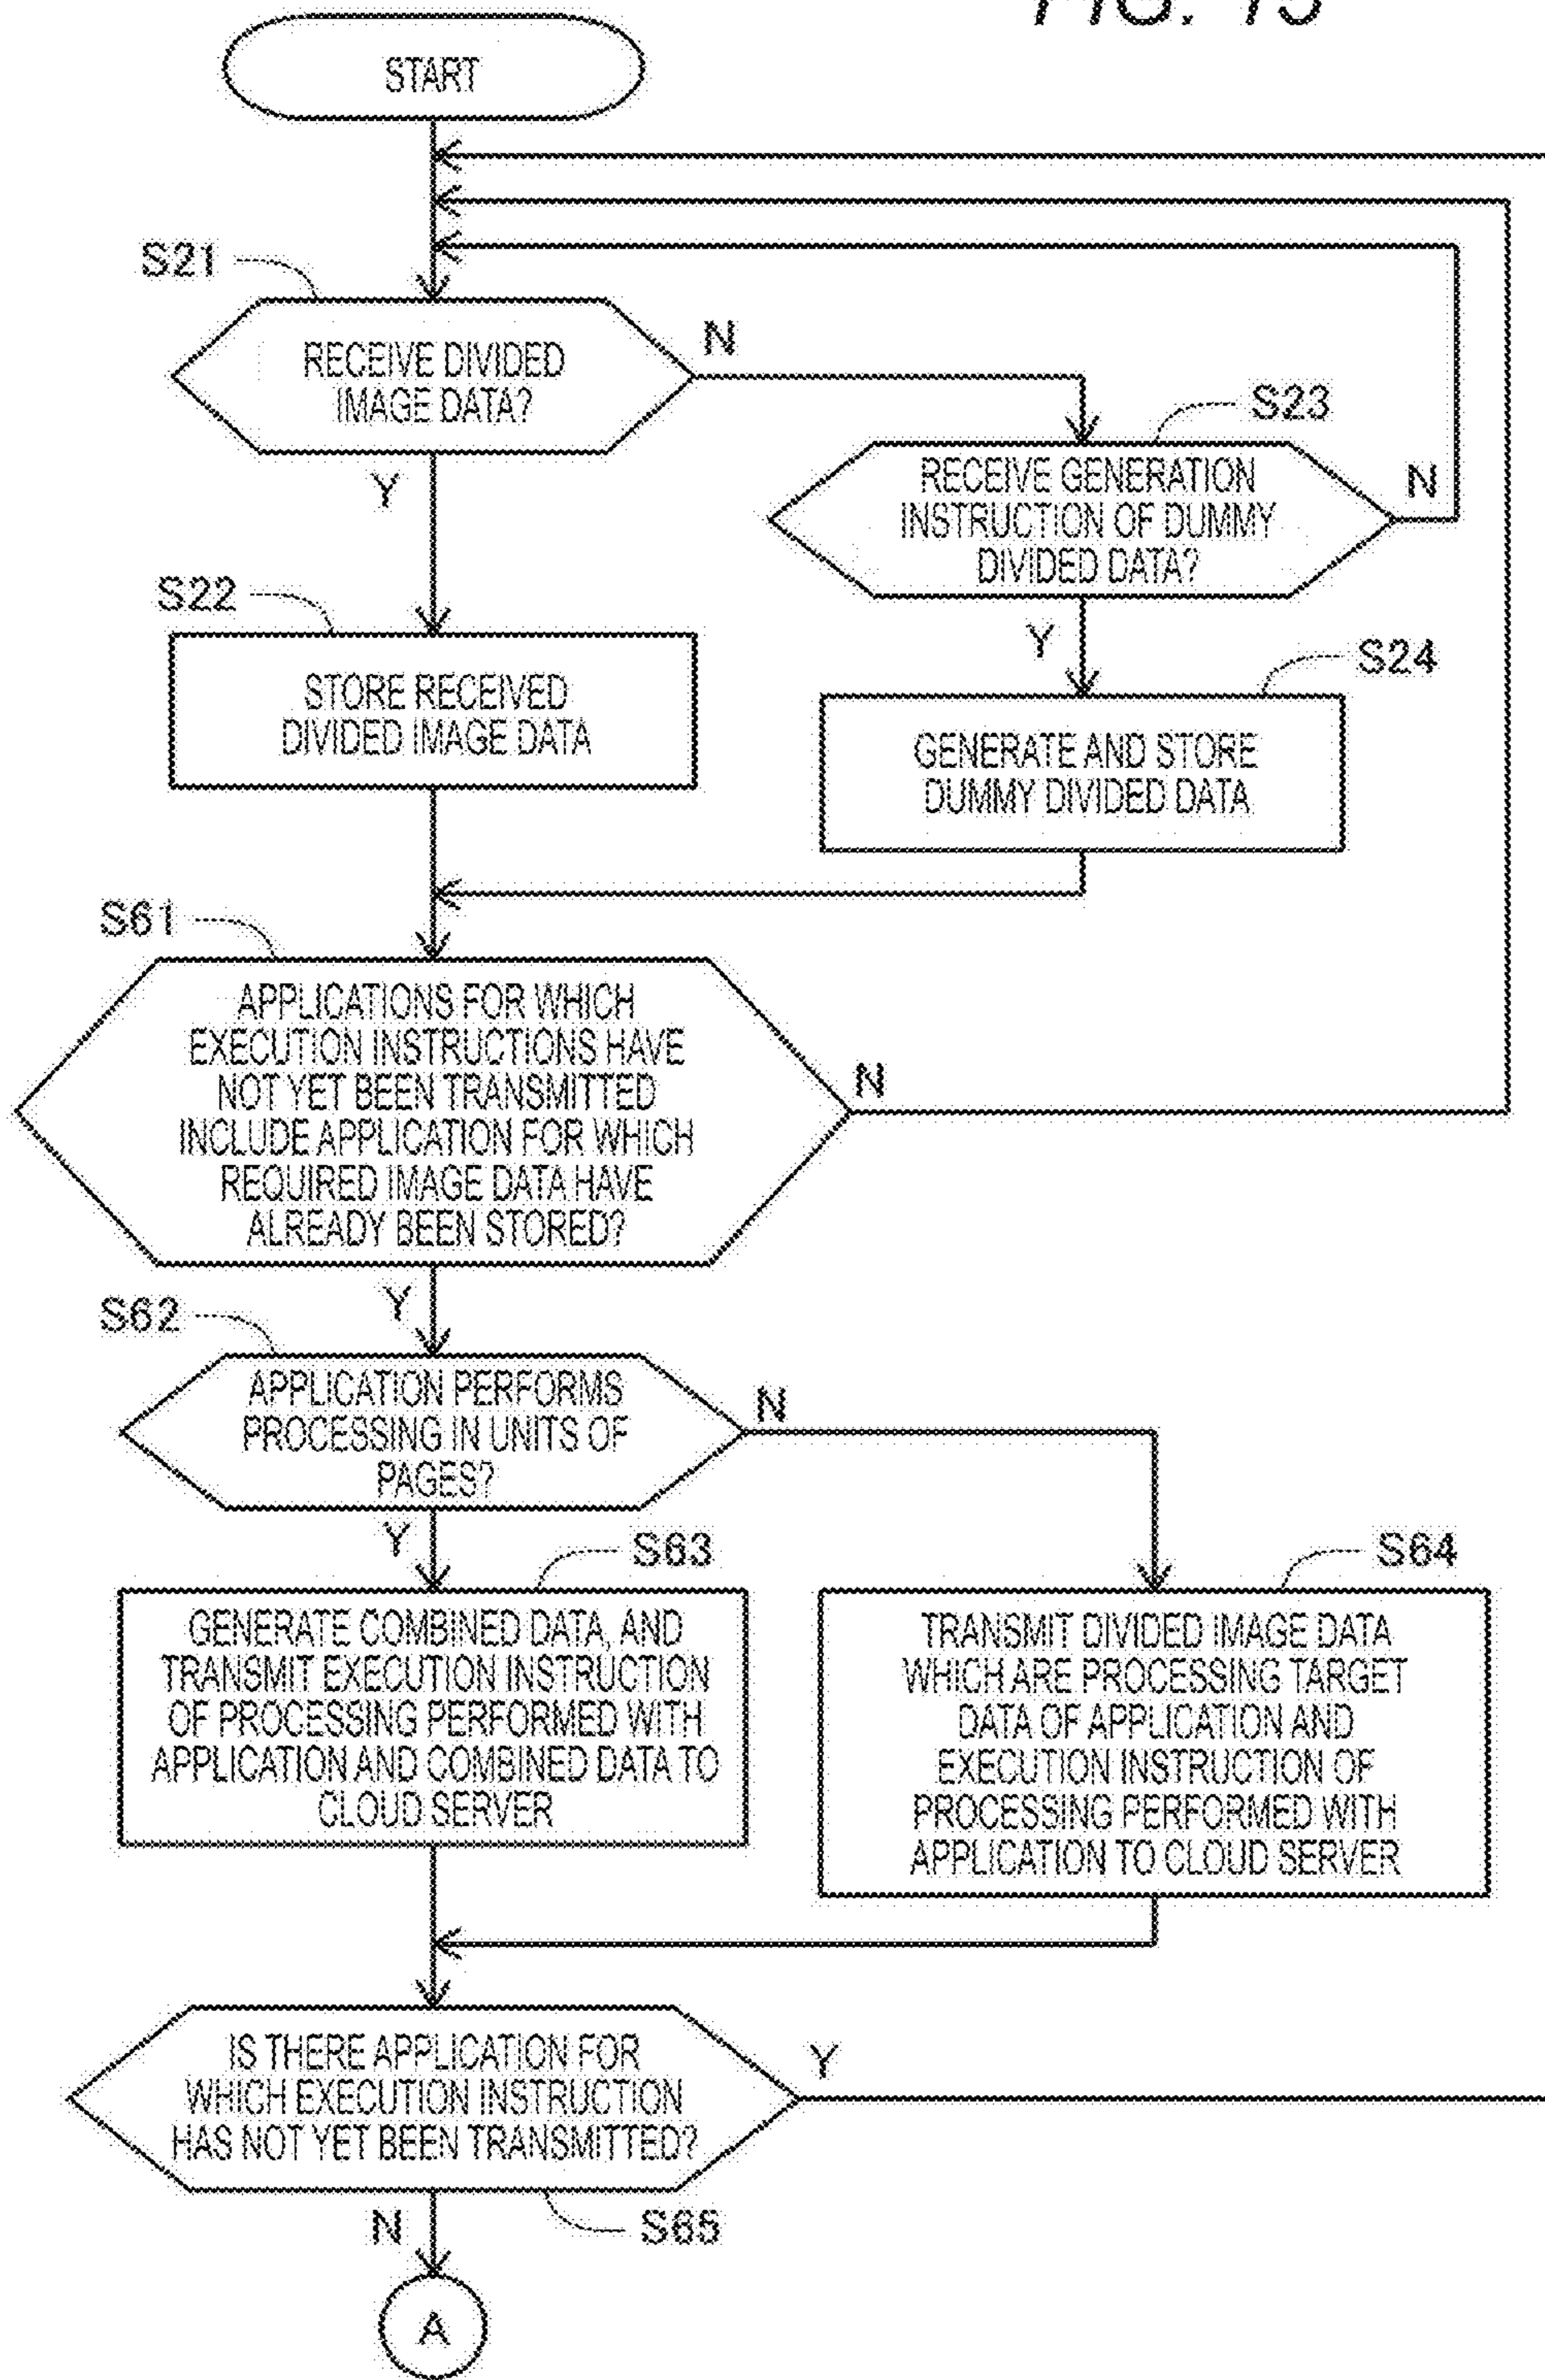 FIG. 15
START
S21
RECEIVE DIVIDED
IMAGE DATA?
N
Y
S23
RECEIVE GENERATION
INSTRUCTION OF DUMMY
DIVIDED DATA?
N
Y
S22
STORE RECEIVED
DIVIDED IMAGE DATA
S24
GENERATE AND STORE
DUMMY DIVIDED DATA
S61
APPLICATIONS FOR WHICH
EXECUTION INSTRUCTIONS HAVE
NOT YET BEEN TRANSMITTED
INCLUDE APPLICATION FOR WHICH
REQUIRED IMAGE DATA HAVE
ALREADY BEEN STORED?
N
Y
S62
APPLICATION PERFORMS
PROCESSING IN UNITS OF
PAGES?
N
Y
S63
GENERATE COMBINED DATA, AND
TRANSMIT EXECUTION INSTRUCTION
OF PROCESSING PERFORMED WITH
APPLICATION AND COMBINED DATA TO
CLOUD SERVER
S64
TRANSMIT DIVIDED IMAGE DATA
WHICH ARE PROCESSING TARGET
DATA OF APPLICATION AND
EXECUTION INSTRUCTION OF
PROCESSING PERFORMED WITH
APPLICATION TO CLOUD SERVER
IS THERE APPLICATION FOR
WHICH EXECUTION INSTRUCTION
HAS NOT YET BEEN TRANSMITTED?
Y
N
S65
A